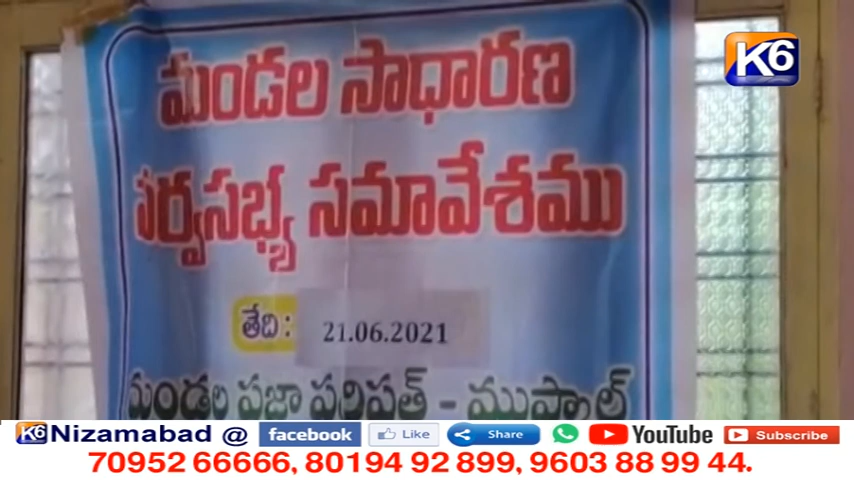 K6
మండల సాధారణ
సర్వసభ్య సమావేశము
తేది : 21.06.2021
మండల ప్రజా పరిషత్ - ముప్కాల్
K6 Nizamabad @ facebook Like Share YouTube Subscribe
70952 66666, 80194 92 899, 9603 88 99 44.